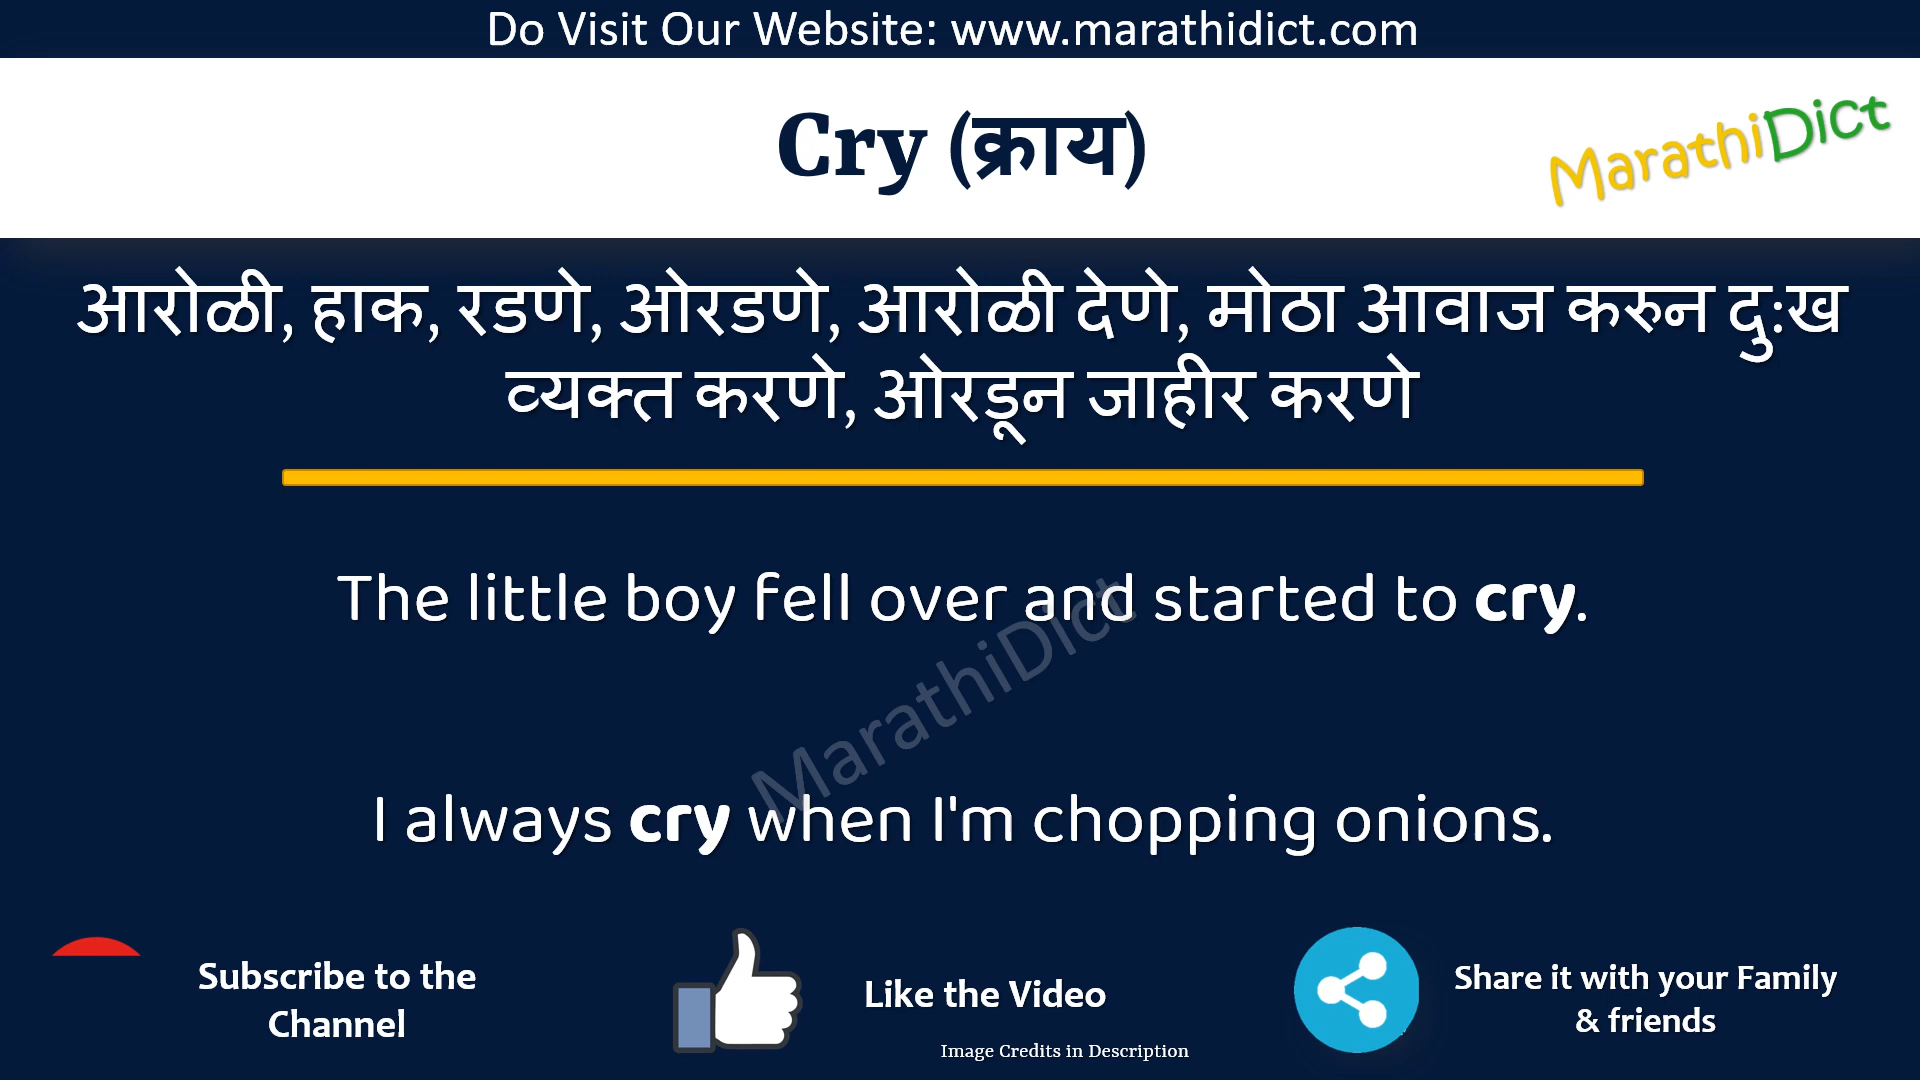 Do Visit Our Website: www.marathidict.com
Cry (क्राय)
MarathiDict
आरोळी, हाक, रडणे, ओरडणे, आरोळी देणे, मोठा आवाज करुन दुःख
व्यक्त करणे, ओरडून जाहीर करणे
The little boy fell over and started to cry.
MarathiDict
I always cry when I'm chopping onions.
Subscribe to the
Channel
Like the Video
Share it with your Family
& friends
Image Credits in Description